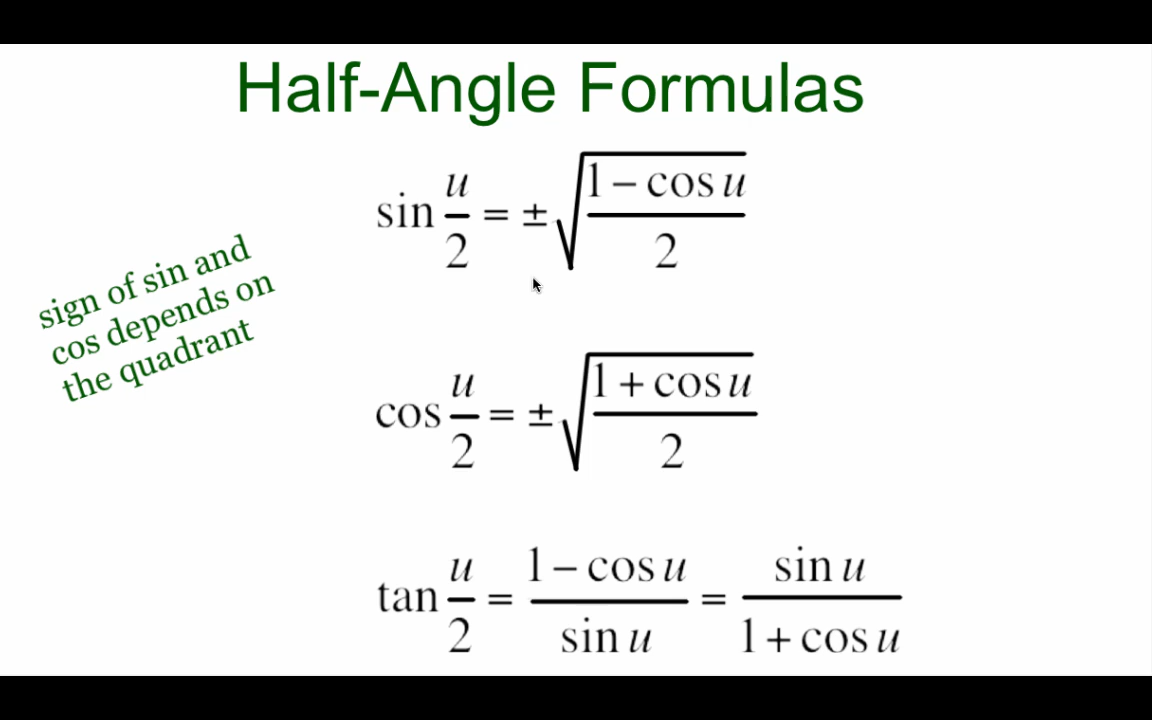 Half-Angle Formulas
sin u/2 = ± √((1 − cos u)/2)
sign of sin and
cos depends on
the quadrant
cos u/2 = ± √((1 + cos u)/2)
tan u/2 = (1 − cos u)/(sin u) = (sin u)/(1 + cos u)